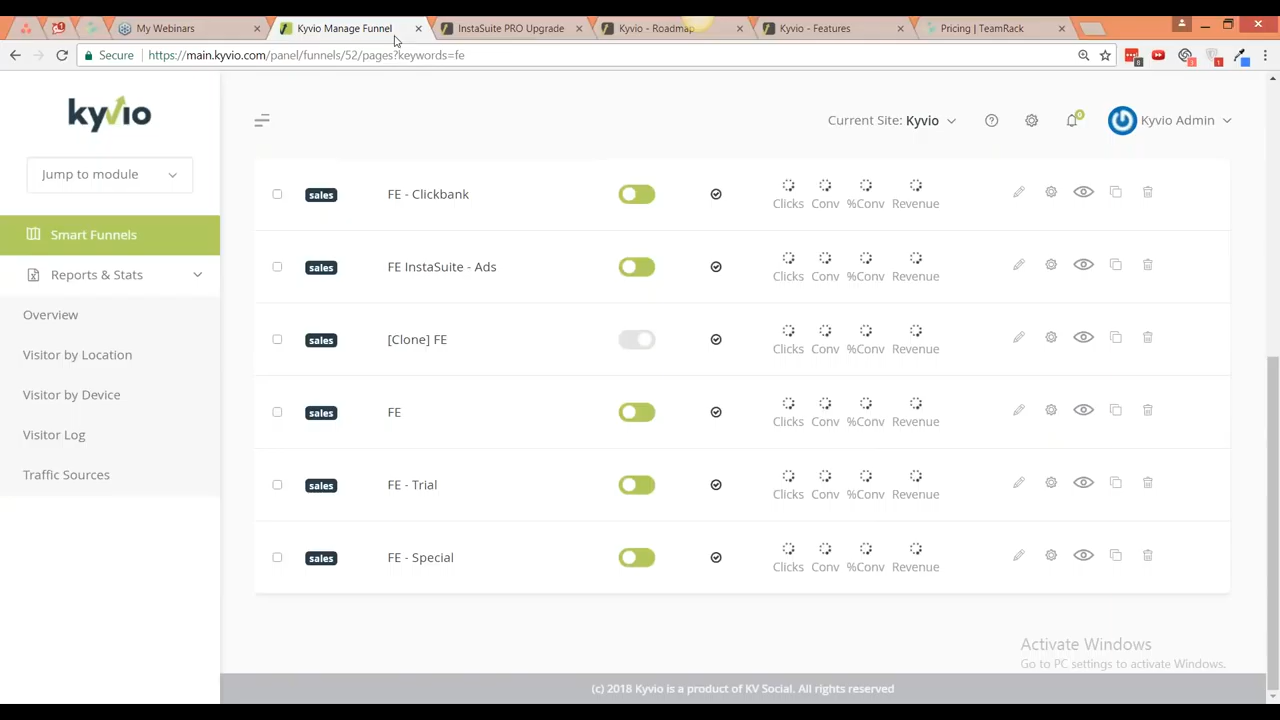 My Webinars
Kyvio Manage Funnel
InstaSuite PRO Upgrade
Kyvio - Roadmap
Kyvio - Features
Pricing | TeamRack
Secure
https://main.kyvio.com/panel/funnels/52/pages?keywords=fe
kyvio
Current Site: Kyvio
0
Kyvio Admin
Jump to module
Smart Funnels
Reports & Stats
Overview
Visitor by Location
Visitor by Device
Visitor Log
Traffic Sources
sales FE - Clickbank Clicks Conv %Conv Revenue
sales FE InstaSuite - Ads Clicks Conv %Conv Revenue
sales [Clone] FE Clicks Conv %Conv Revenue
sales FE Clicks Conv %Conv Revenue
sales FE - Trial Clicks Conv %Conv Revenue
sales FE - Special Clicks Conv %Conv Revenue
Activate Windows
Go to PC settings to activate Windows.
(c) 2018 Kyvio is a product of KV Social. All rights reserved